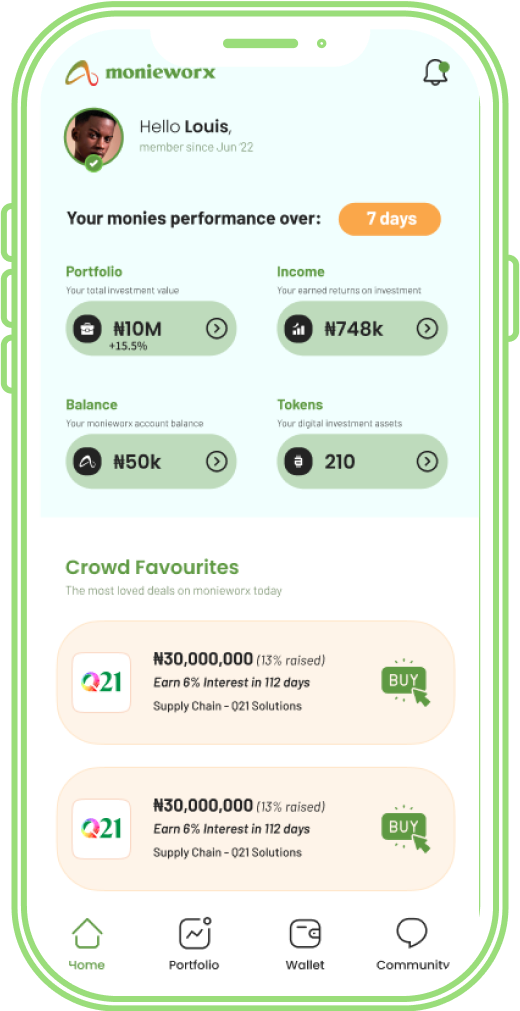 monieworx
Hello Louis,
member since Jun '22
Your monies performance over: 7 days
Portfolio
Your total investment value
₦10M
+15.5%
Income
Your earned returns on investment
₦748k
Balance
Your monieworx account balance
₦50k
Tokens
Your digital investment assets
210
Crowd Favourites
The most loved deals on monieworx today
Q21
₦30,000,000 (13% raised)
Earn 6% Interest in 112 days
Supply Chain - Q21 Solutions
BUY
Q21
₦30,000,000 (13% raised)
Earn 6% Interest in 112 days
Supply Chain - Q21 Solutions
BUY
Home Portfolio Wallet Community